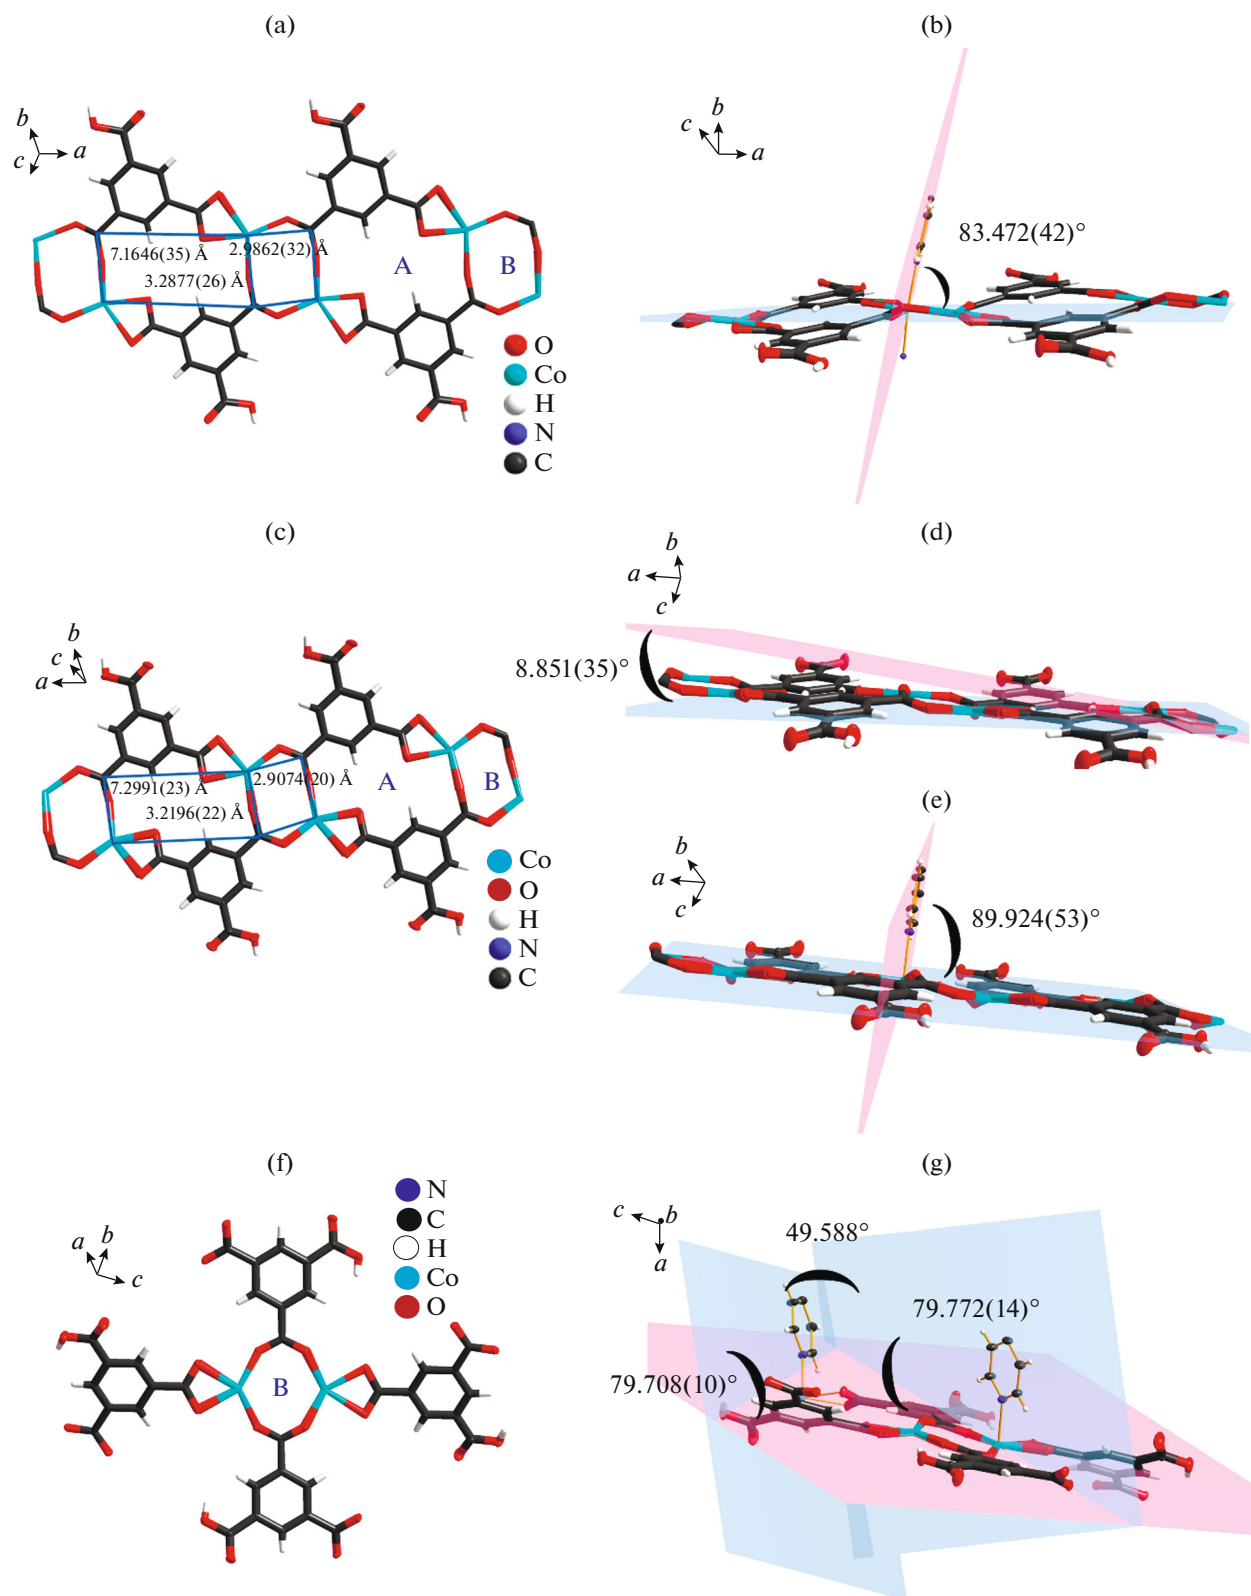 (a)
b
c
a
7.1646(35) Å
2.9862(32) Å
3.2877(26) Å
A
B
O
Co
H
N
C
(b)
b
c
a
83.472(42)°
(c)
b
c
a
7.2991(23) Å
2.9074(20) Å
3.2196(22) Å
A
B
Co
O
H
N
C
(d)
b
a
c
8.851(35)°
(e)
b
a
c
89.924(53)°
(f)
a
b
c
N
C
H
Co
O
B
(g)
c
b
a
49.588°
79.772(14)°
79.708(10)°